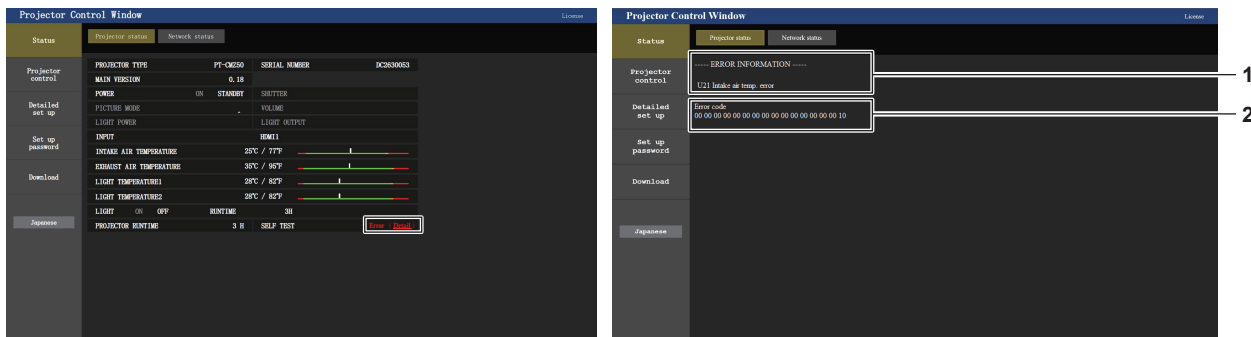 Projector Control Window License
Status
Projector status Network status
PROJECTOR TYPE PT-CMZ50 SERIAL NUMBER DC2630053
MAIN VERSION 0.18
POWER ON STANDBY SHUTTER
PICTURE MODE - VOLUME
LIGHT POWER LIGHT OUTPUT
INPUT HDMI1
INTAKE AIR TEMPERATURE 25°C / 77°F
EXHAUST AIR TEMPERATURE 35°C / 95°F
LIGHT TEMPERATURE1 28°C / 82°F
LIGHT TEMPERATURE2 28°C / 82°F
LIGHT ON OFF RUNTIME 3H
PROJECTOR RUNTIME 3 H SELF TEST Error Detail
Projector
control
Detailed
set up
Set up
password
Download
Japanese
Projector Control Window License
Status
Projector status Network status
----- ERROR INFORMATION -----
U21 Intake air temp. error
1
Error code
00 00 00 00 00 00 00 00 00 00 00 00 00 00 00 10
2
Projector
control
Detailed
set up
Set up
password
Download
Japanese